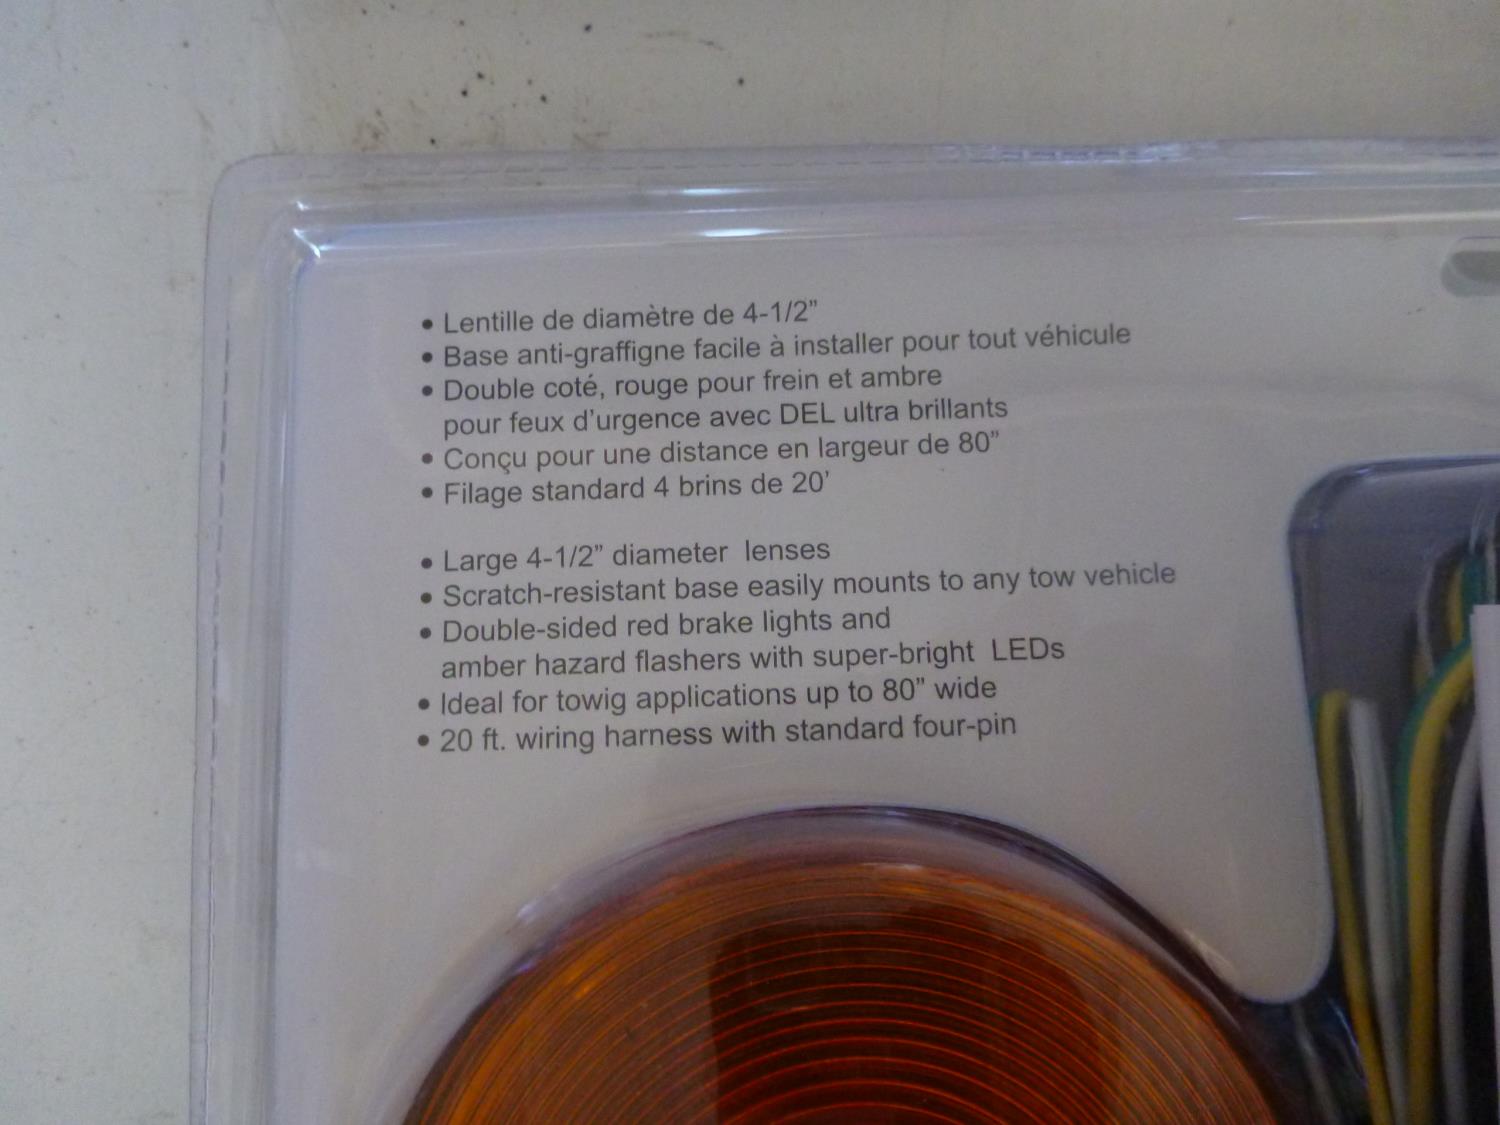 • Lentille de diamètre de 4-1/2”
• Base anti-graffigne facile à installer pour tout véhicule
• Double coté, rouge pour frein et ambre
pour feux d’urgence avec DEL ultra brillants
• Conçu pour une distance en largeur de 80”
• Filage standard 4 brins de 20’
• Large 4-1/2” diameter lenses
• Scratch-resistant base easily mounts to any tow vehicle
• Double-sided red brake lights and
amber hazard flashers with super-bright LEDs
• Ideal for towig applications up to 80” wide
• 20 ft. wiring harness with standard four-pin